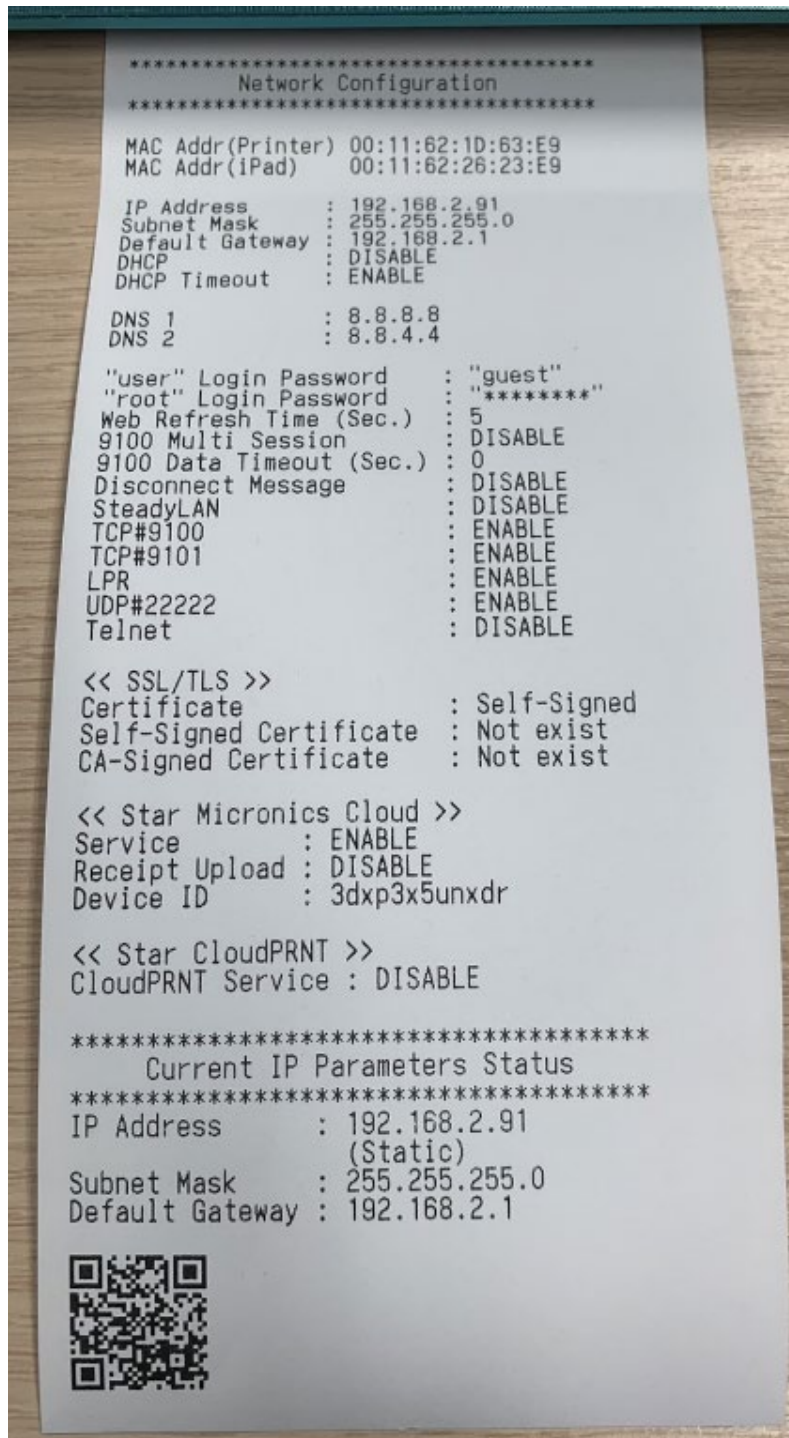 ***************************************
Network Configuration
***************************************
MAC Addr(Printer) 00:11:62:1D:63:E9
MAC Addr(iPad) 00:11:62:26:23:E9
IP Address : 192.168.2.91
Subnet Mask : 255.255.255.0
Default Gateway : 192.168.2.1
DHCP : DISABLE
DHCP Timeout : ENABLE
DNS 1 : 8.8.8.8
DNS 2 : 8.8.4.4
"user" Login Password : "guest"
"root" Login Password : "********"
Web Refresh Time (Sec.) : 5
9100 Multi Session : DISABLE
9100 Data Timeout (Sec.) : 0
Disconnect Message : DISABLE
SteadyLAN : DISABLE
TCP#9100 : ENABLE
TCP#9101 : ENABLE
LPR : ENABLE
UDP#22222 : ENABLE
Telnet : DISABLE
<< SSL/TLS >>
Certificate : Self-Signed
Self-Signed Certificate : Not exist
CA-Signed Certificate : Not exist
<< Star Micronics Cloud >>
Service : ENABLE
Receipt Upload : DISABLE
Device ID : 3dxp3x5unxdr
<< Star CloudPRNT >>
CloudPRNT Service : DISABLE
***************************************
Current IP Parameters Status
***************************************
IP Address : 192.168.2.91
(Static)
Subnet Mask : 255.255.255.0
Default Gateway : 192.168.2.1